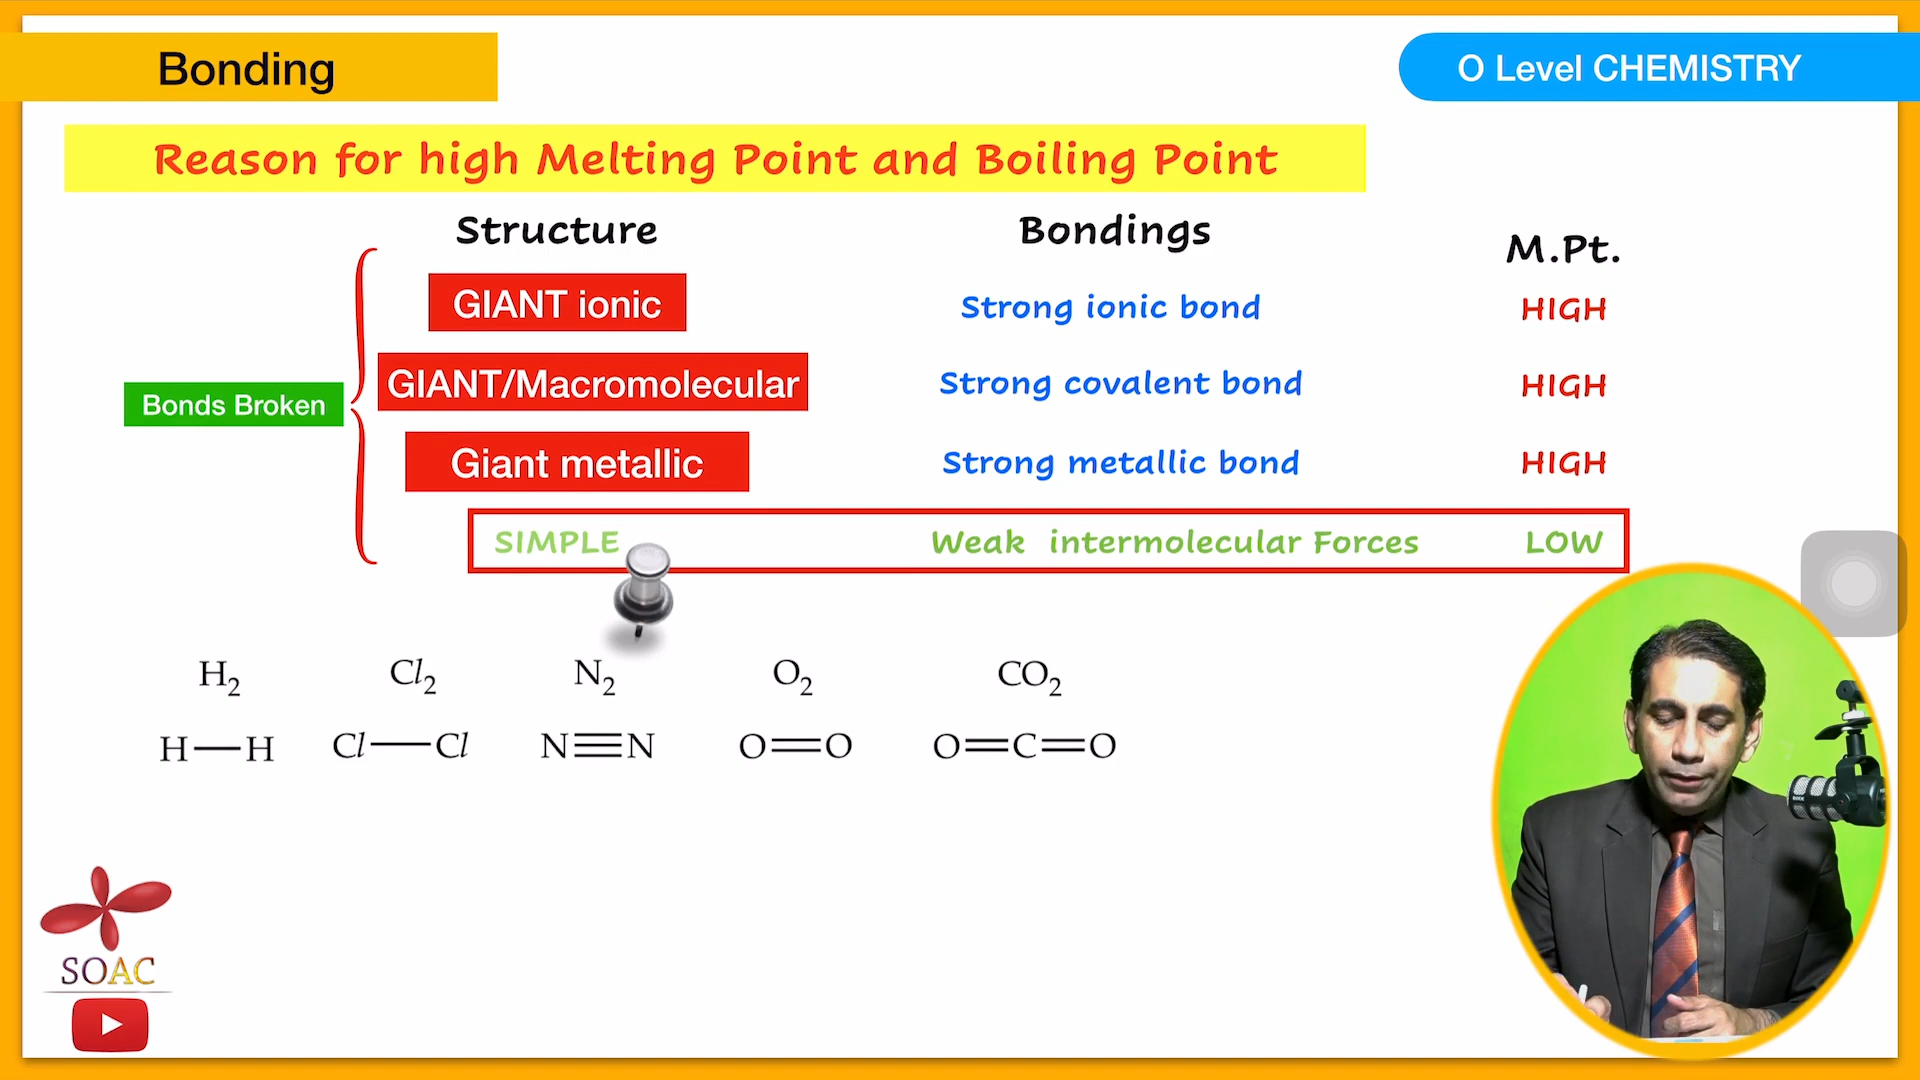 Bonding
O Level CHEMISTRY
Reason for high Melting Point and Boiling Point
Structure Bondings M.Pt.
GIANT ionic Strong ionic bond HIGH
Bonds Broken
GIANT/Macromolecular Strong covalent bond HIGH
Giant metallic Strong metallic bond HIGH
SIMPLE Weak intermolecular Forces LOW
H₂ Cl₂ N₂ O₂ CO₂
H—H Cl—Cl N≡N O=O O=C=O
SOAC